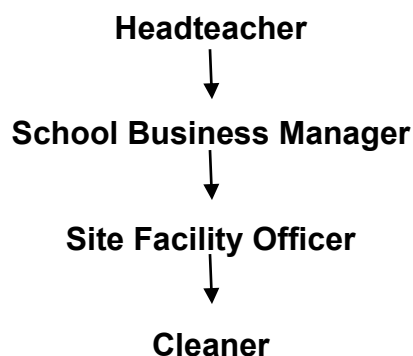 Headteacher
School Business Manager
Site Facility Officer
Cleaner